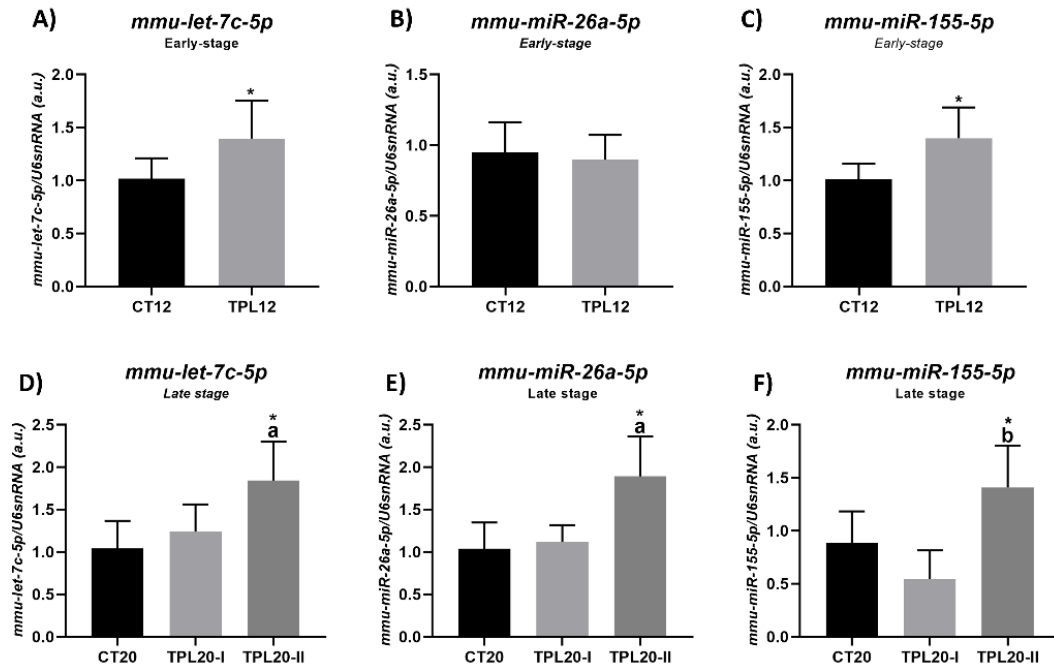 A)
mmu-let-7c-5p
Early-stage
mmu-let-7c-5p/U6snRNA (a.u.)
2.0
1.5
1.0
0.5
0.0
*
CT12 TPL12
B)
mmu-miR-26a-5p
Early-stage
mmu-miR-26a-5p/U6snRNA (a.u.)
1.5
1.0
0.5
0.0
CT12 TPL12
C)
mmu-miR-155-5p
Early-stage
mmu-miR-155-5p/U6snRNA (a.u.)
2.0
1.5
1.0
0.5
0.0
*
CT12 TPL12
D)
mmu-let-7c-5p
Late stage
mmu-let-7c-5p/U6snRNA (a.u.)
2.5
2.0
1.5
1.0
0.5
0.0
*
a
CT20 TPL20-I TPL20-II
E)
mmu-miR-26a-5p
Late stage
mmu-miR-26a-5p/U6snRNA (a.u.)
2.5
2.0
1.5
1.0
0.5
0.0
*
a
CT20 TPL20-I TPL20-II
F)
mmu-miR-155-5p
Late stage
mmu-miR-155-5p/U6snRNA (a.u.)
2.0
1.5
1.0
0.5
0.0
*
b
CT20 TPL20-I TPL20-II